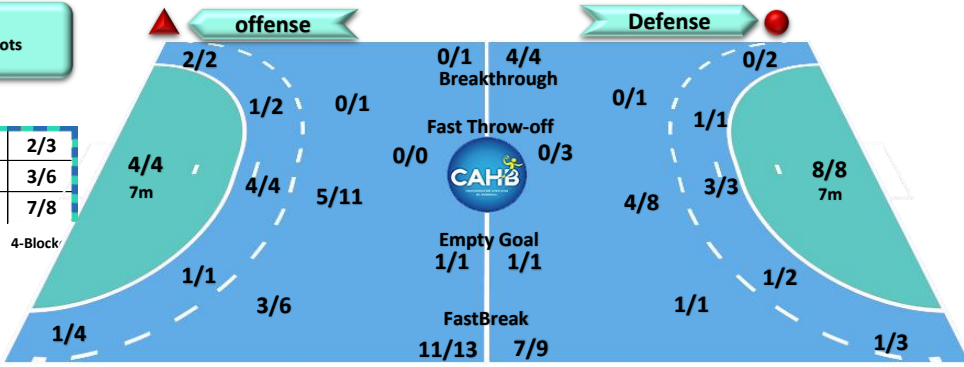 offense
Defense
ots
2/2
0/1
4/4
0/2
Breakthrough
1/2
0/1
0/1
1/1
Fast Throw-off
2/3
3/6
7/8
4-Block
4/4
7m
0/0
CAHB
0/3
8/8
7m
4/4
5/11
4/8
3/3
Empty Goal
1/1
1/1
1/1
1/2
3/6
1/1
FastBreak
1/4
11/13
7/9
1/3